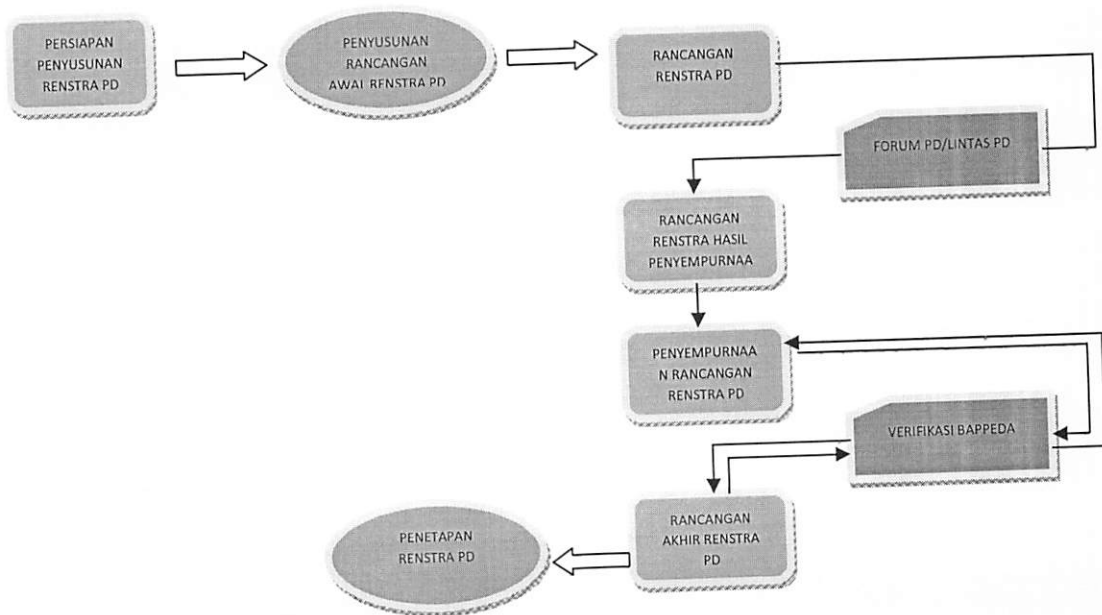 PERSIAPAN
PENYUSUNAN
RENSTRA PD
PENYUSUNAN
RANCANGAN
AWAL RENSTRA PD
RANCANGAN
RENSTRA PD
FORUM PD/LINTAS PD
RANCANGAN
RENSTRA HASIL
PENYEMPURNAA
PENYEMPURNAA
N RANCANGAN
RENSTRA PD
VERIFIKASI BAPPEDA
RANCANGAN
AKHIR RENSTRA
PD
PENETAPAN
RENSTRA PD